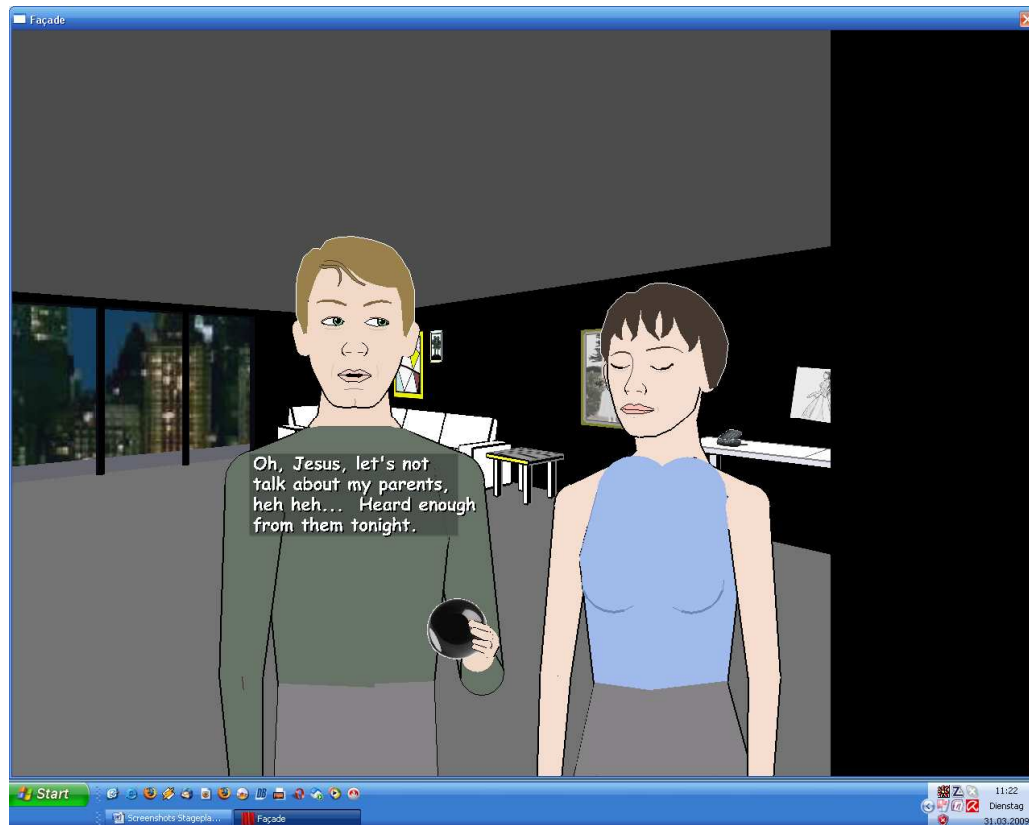 Façade
Oh, Jesus, let's not
talk about my parents,
heh heh... Heard enough
from them tonight.
Start
11:22
Dienstag
Screenshots Stagepla...
Façade
31.03.2009